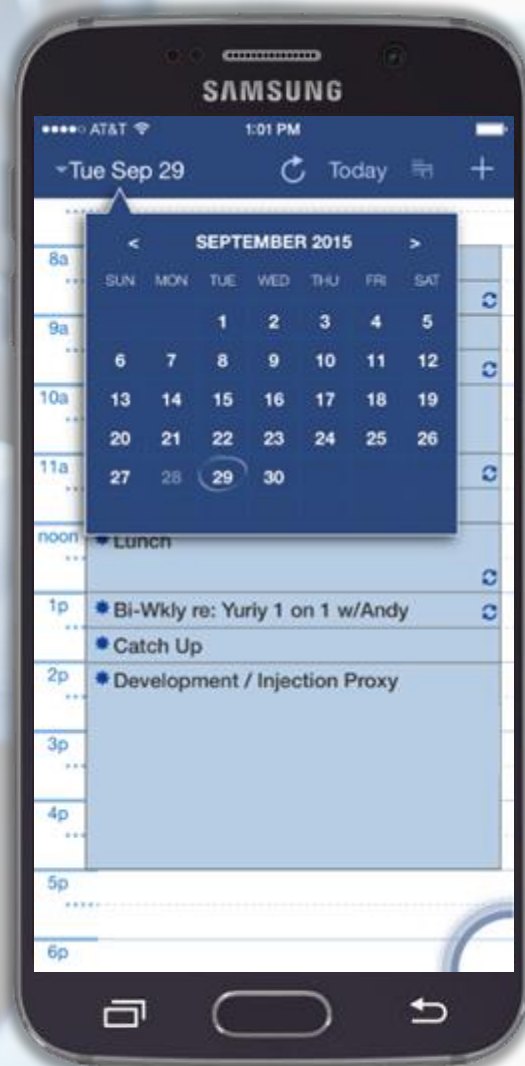 SAMSUNG
AT&T 1:01 PM
Tue Sep 29 Today
< SEPTEMBER 2015 >
SUN MON TUE WED THU FRI SAT
1 2 3 4 5
6 7 8 9 10 11 12
13 14 15 16 17 18 19
20 21 22 23 24 25 26
27 28 29 30
8a
9a
10a
11a
noon Lunch
1p Bi-Wkly re: Yuriy 1 on 1 w/Andy
Catch Up
2p Development / Injection Proxy
3p
4p
5p
6p